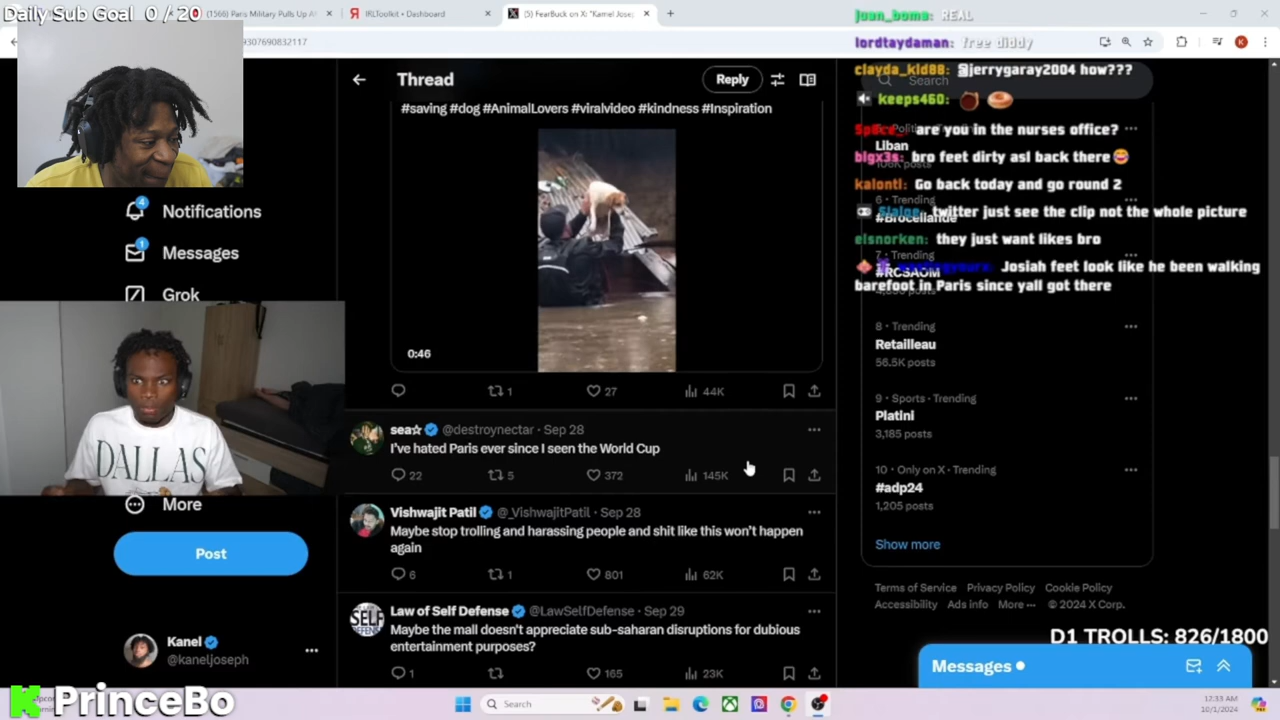 Daily Sub Goal 0 / 20
(1566) Paris Military Pulls Up A
IRLToolkit • Dashboard
(5) FearBuck on X: "Kamel Jose
9307690832117
K
Thread
Reply
Search
#saving #dog #AnimalLovers #viralvideo #kindness #Inspiration
0:46
1
27
44K
4
Notifications
1
Messages
Grok
More
Post
Kanel
@kaneljoseph
sea☆ @destroynectar · Sep 28
I've hated Paris ever since I seen the World Cup
22
5
372
145K
Vishwajit Patil @_VishwajitPatil · Sep 28
Maybe stop trolling and harassing people and shit like this won't happen
again
6
1
801
62K
Law of Self Defense @LawSelfDefense · Sep 29
Maybe the mall doesn't appreciate sub-saharan disruptions for dubious
entertainment purposes?
1
165
23K
juan_boma: REAL
lordtaydaman: free diddy
clayda_kid88: @jerrygaray2004 how???
keeps460:
are you in the nurses office?
bigx3s: bro feet dirty asl back there😂
kalonti: Go back today and go round 2
twitter just see the clip not the whole picture
elsnorken: they just want likes bro
Josiah feet look like he been walking
barefoot in Paris since yall got there
Liban
6 · Trending
#Broceliande
7 · Trending
#RCSAOM
8 · Trending
Retailleau
56.5K posts
9 · Sports · Trending
Platini
3,185 posts
10 · Only on X · Trending
#adp24
1,205 posts
Show more
Terms of Service Privacy Policy Cookie Policy
Accessibility Ads info More ··· © 2024 X Corp.
D1 TROLLS: 826/1800
Messages
DALLAS
SELF
K PrinceBo
Search
12:33 AM
10/1/2024